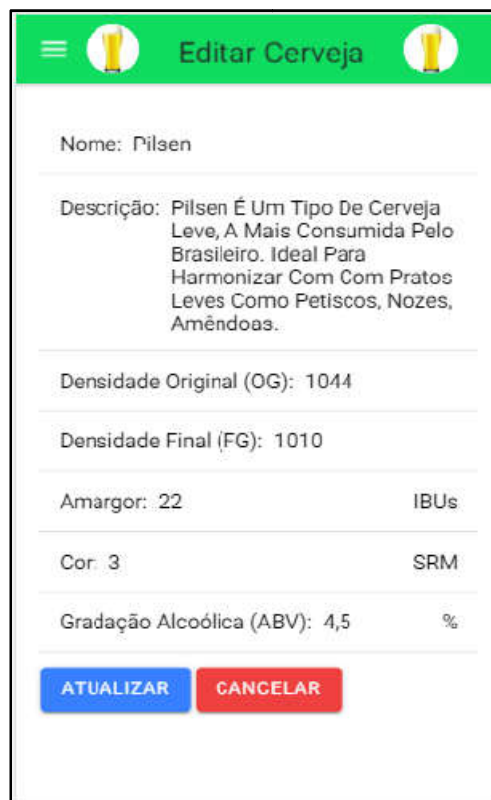 Editar Cerveja
Nome: Pilsen
Descrição: Pilsen É Um Tipo De Cerveja
Leve, A Mais Consumida Pelo
Brasileiro. Ideal Para
Harmonizar Com Com Pratos
Leves Como Petiscos, Nozes,
Amêndoas.
Densidade Original (OG): 1044
Densidade Final (FG): 1010
Amargor: 22 IBUs
Cor: 3 SRM
Gradação Alcoólica (ABV): 4,5 %
ATUALIZAR CANCELAR